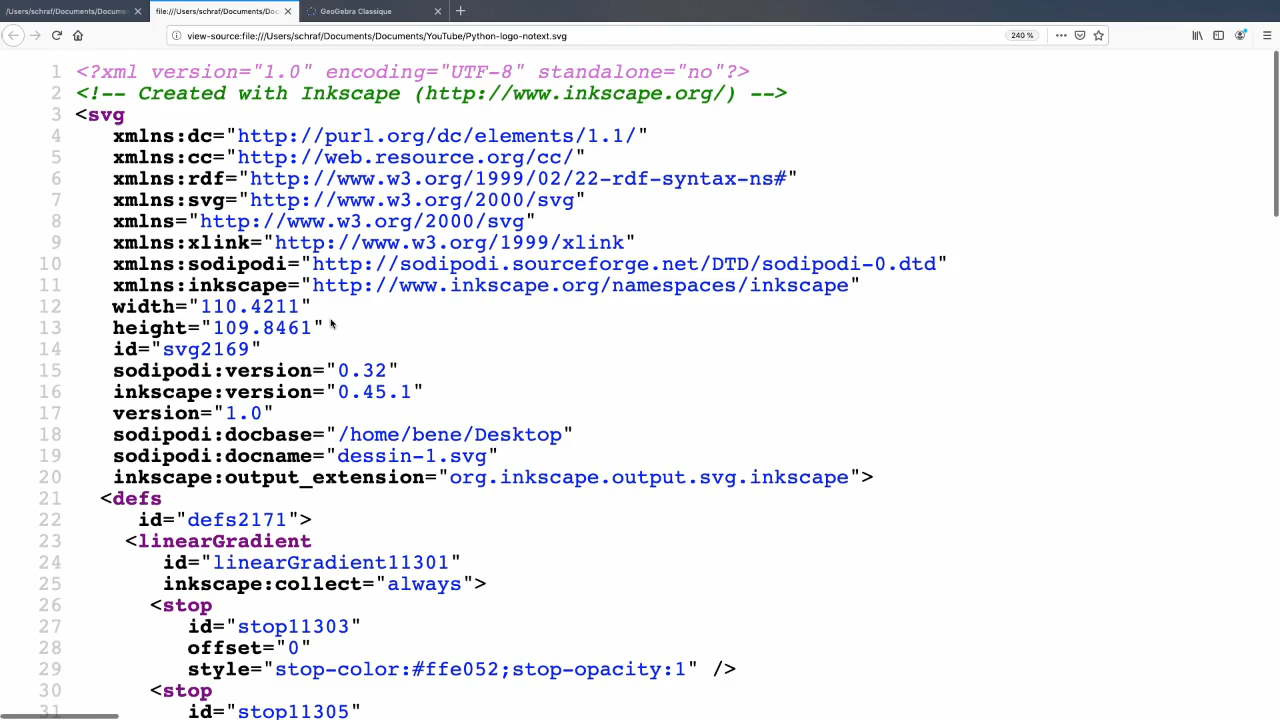 /Users/schraf/Documents/Documen
file:///Users/schraf/Documents/Doc
GeoGebra Classique
view-source:file:///Users/schraf/Documents/Documents/YouTube/Python-logo-notext.svg
240 %
1 <?xml version="1.0" encoding="UTF-8" standalone="no"?>
2 <!-- Created with Inkscape (http://www.inkscape.org/) -->
3 <svg
4 xmlns:dc="http://purl.org/dc/elements/1.1/"
5 xmlns:cc="http://web.resource.org/cc/"
6 xmlns:rdf="http://www.w3.org/1999/02/22-rdf-syntax-ns#"
7 xmlns:svg="http://www.w3.org/2000/svg"
8 xmlns="http://www.w3.org/2000/svg"
9 xmlns:xlink="http://www.w3.org/1999/xlink"
10 xmlns:sodipodi="http://sodipodi.sourceforge.net/DTD/sodipodi-0.dtd"
11 xmlns:inkscape="http://www.inkscape.org/namespaces/inkscape"
12 width="110.4211"
13 height="109.8461"
14 id="svg2169"
15 sodipodi:version="0.32"
16 inkscape:version="0.45.1"
17 version="1.0"
18 sodipodi:docbase="/home/bene/Desktop"
19 sodipodi:docname="dessin-1.svg"
20 inkscape:output_extension="org.inkscape.output.svg.inkscape">
21 <defs
22 id="defs2171">
23 <linearGradient
24 id="linearGradient11301"
25 inkscape:collect="always">
26 <stop
27 id="stop11303"
28 offset="0"
29 style="stop-color:#ffe052;stop-opacity:1" />
30 <stop
31 id="stop11305"